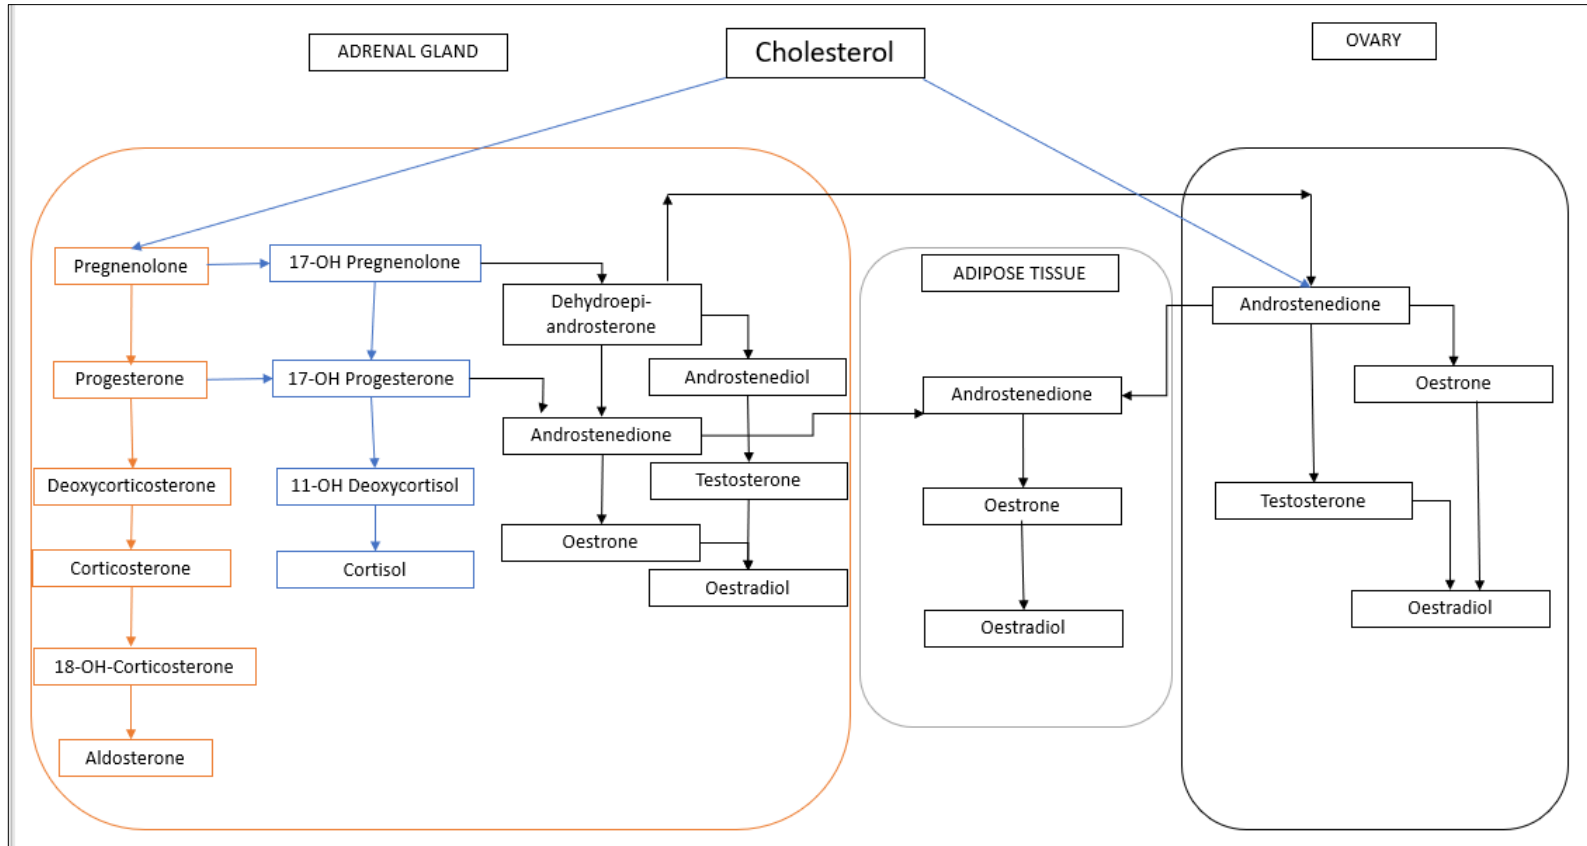 ADRENAL GLAND
Cholesterol
OVARY
Pregnenolone
17-OH Pregnenolone
Dehydroepi-
androsterone
ADIPOSE TISSUE
Androstenedione
Progesterone
17-OH Progesterone
Androstenediol
Androstenedione
Oestrone
Androstenedione
Deoxycorticosterone
11-OH Deoxycortisol
Testosterone
Oestrone
Testosterone
Corticosterone
Cortisol
Oestrone
Oestradiol
Oestradiol
Oestradiol
18-OH-Corticosterone
Aldosterone